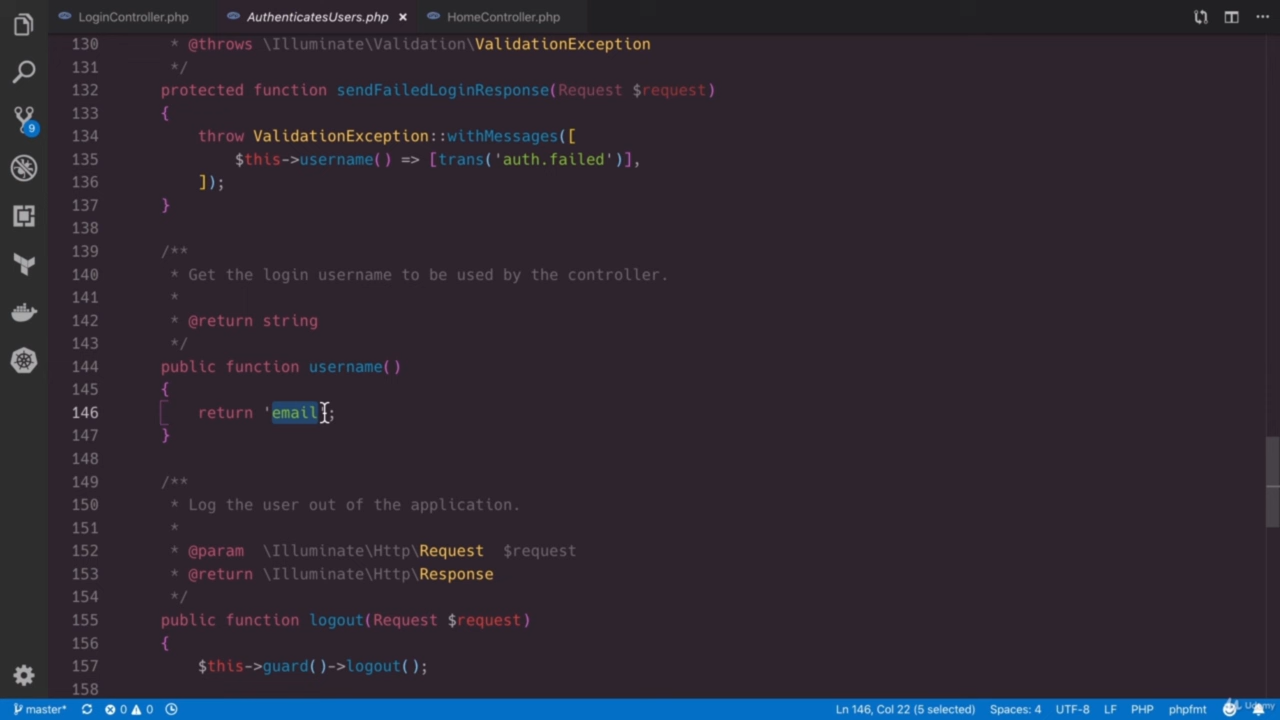 LoginController.php AuthenticatesUsers.php HomeController.php
130 * @throws \Illuminate\Validation\ValidationException
131 */
132 protected function sendFailedLoginResponse(Request $request)
133 {
134 throw ValidationException::withMessages([
135 $this->username() => [trans('auth.failed')],
136 ]);
137 }
138
139 /**
140 * Get the login username to be used by the controller.
141 *
142 * @return string
143 */
144 public function username()
145 {
146 return 'email';
147 }
148
149 /**
150 * Log the user out of the application.
151 *
152 * @param \Illuminate\Http\Request $request
153 * @return \Illuminate\Http\Response
154 */
155 public function logout(Request $request)
156 {
157 $this->guard()->logout();
158
9
master* 0 0 Ln 146, Col 22 (5 selected) Spaces: 4 UTF-8 LF PHP phpfmt
Udemy